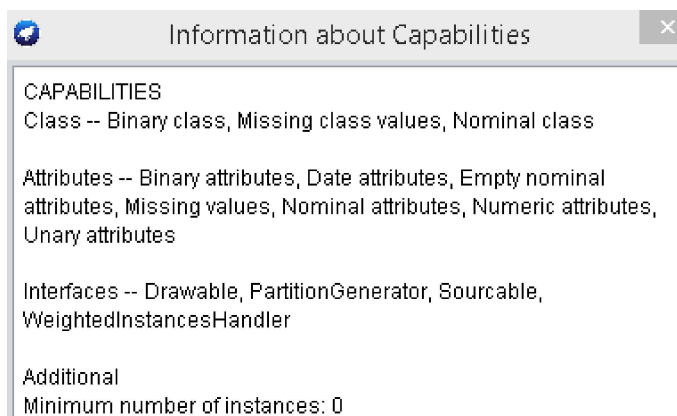 Information about Capabilities
CAPABILITIES
Class -- Binary class, Missing class values, Nominal class
Attributes -- Binary attributes, Date attributes, Empty nominal
attributes, Missing values, Nominal attributes, Numeric attributes,
Unary attributes
Interfaces -- Drawable, PartitionGenerator, Sourcable,
WeightedInstancesHandler
Additional
Minimum number of instances: 0